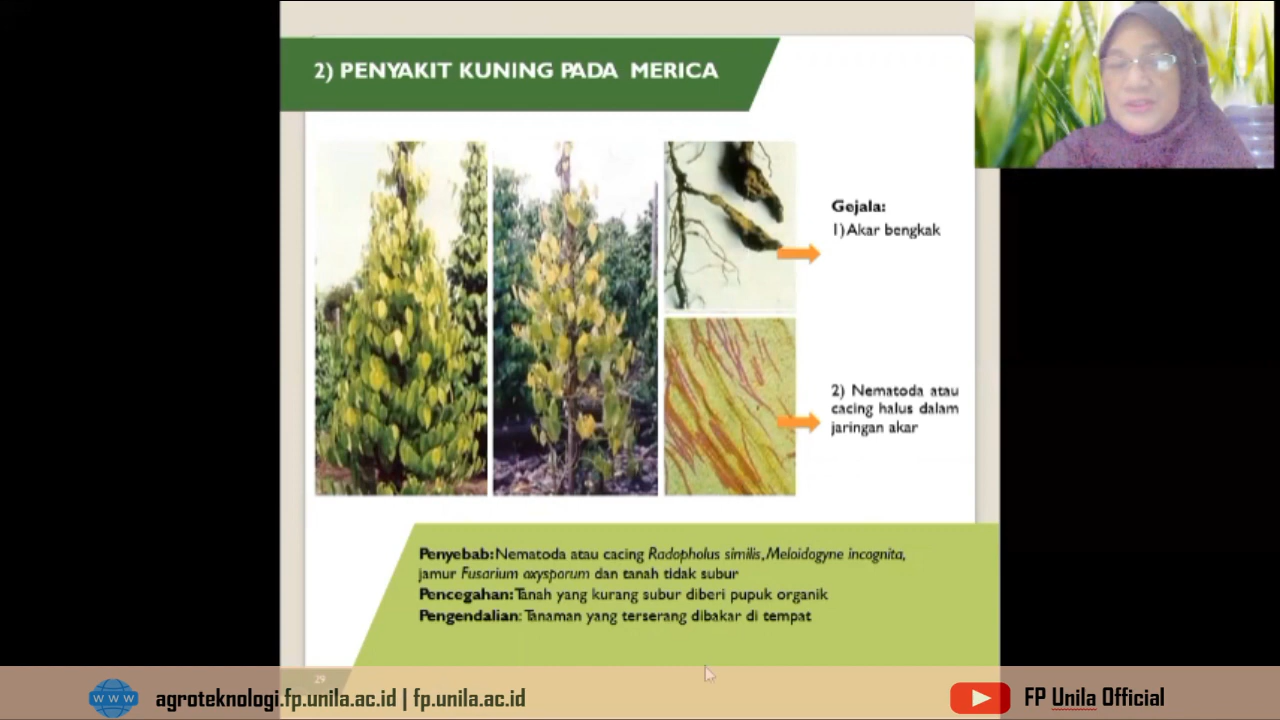 2) PENYAKIT KUNING PADA MERICA
Gejala:
1) Akar bengkak
2) Nematoda atau
cacing halus dalam
jaringan akar
Penyebab: Nematoda atau cacing Radopholus similis, Meloidogyne incognita,
jamur Fusarium oxysporum dan tanah tidak subur
Pencegahan: Tanah yang kurang subur diberi pupuk organik
Pengendalian: Tanaman yang terserang dibakar di tempat
29
WWW
agroteknologi.fp.unila.ac.id | fp.unila.ac.id
FP Unila Official